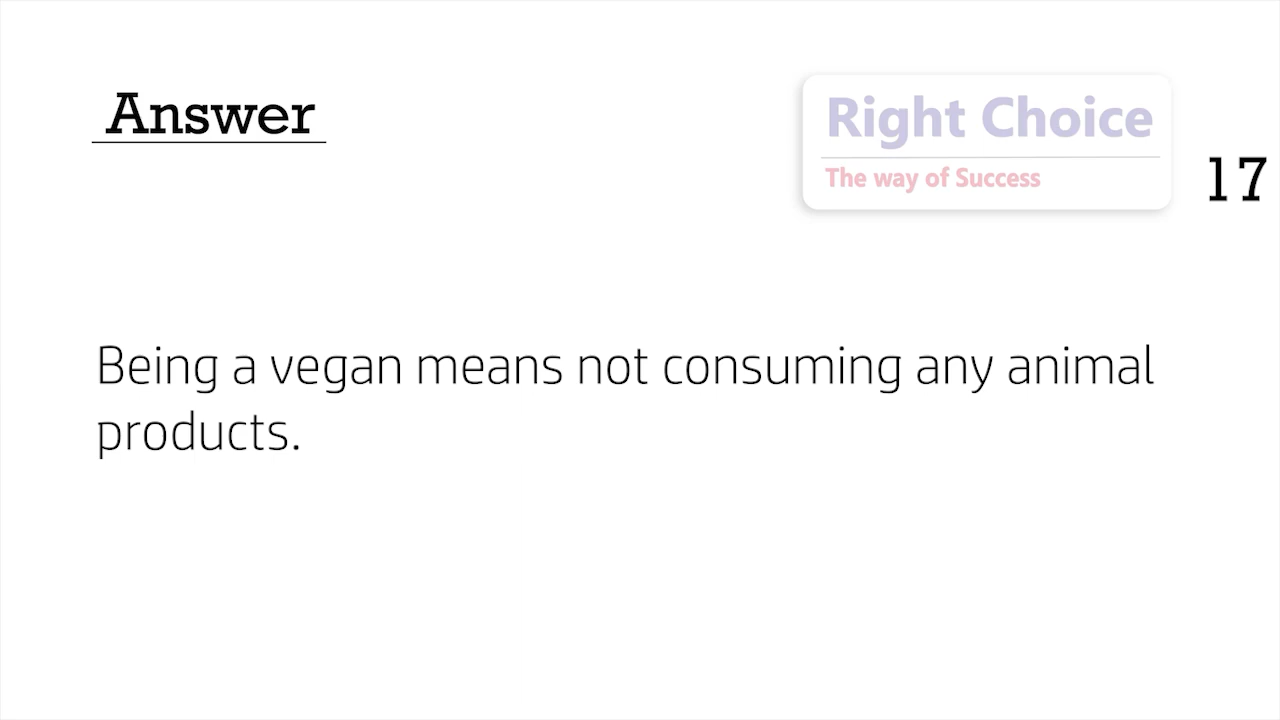 Answer
Right Choice
The way of Success
17
Being a vegan means not consuming any animal
products.